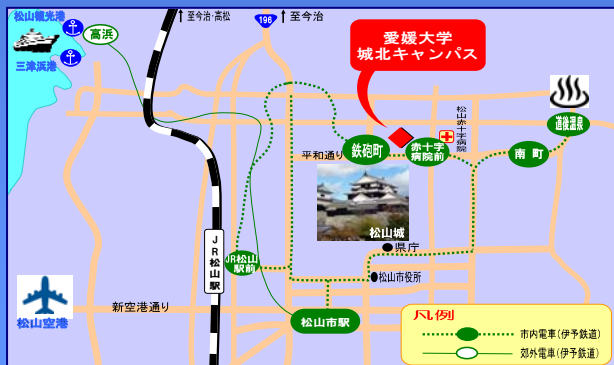 松山観光港
三津浜港
高浜
至今治・高松
196
至今治
愛媛大学
城北キャンパス
松山赤十字病院
道後温泉
平和通り
鉄砲町
赤十字
病院前
南町
松山城
県庁
JR松山駅
JR松山
駅前
松山市役所
松山空港
新空港通り
松山市駅
凡例
市内電車(伊予鉄道)
郊外電車(伊予鉄道)